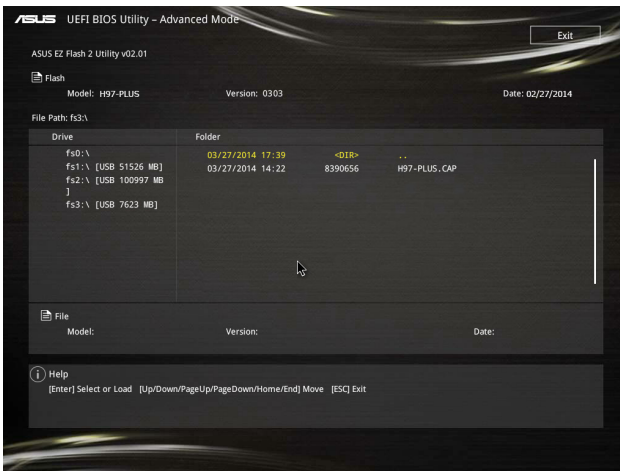 ASUS UEFI BIOS Utility – Advanced Mode
Exit
ASUS EZ Flash 2 Utility v02.01
Flash
Model: H97-PLUS Version: 0303 Date: 02/27/2014
File Path: fs3:\
Drive Folder
fs0:\ 03/27/2014 17:39 <DIR> ..
fs1:\ [USB 51526 MB] 03/27/2014 14:22 8390656 H97-PLUS.CAP
fs2:\ [USB 100997 MB
]
fs3:\ [USB 7623 MB]
File
Model: Version: Date:
Help
[Enter] Select or Load [Up/Down/PageUp/PageDown/Home/End] Move [ESC] Exit